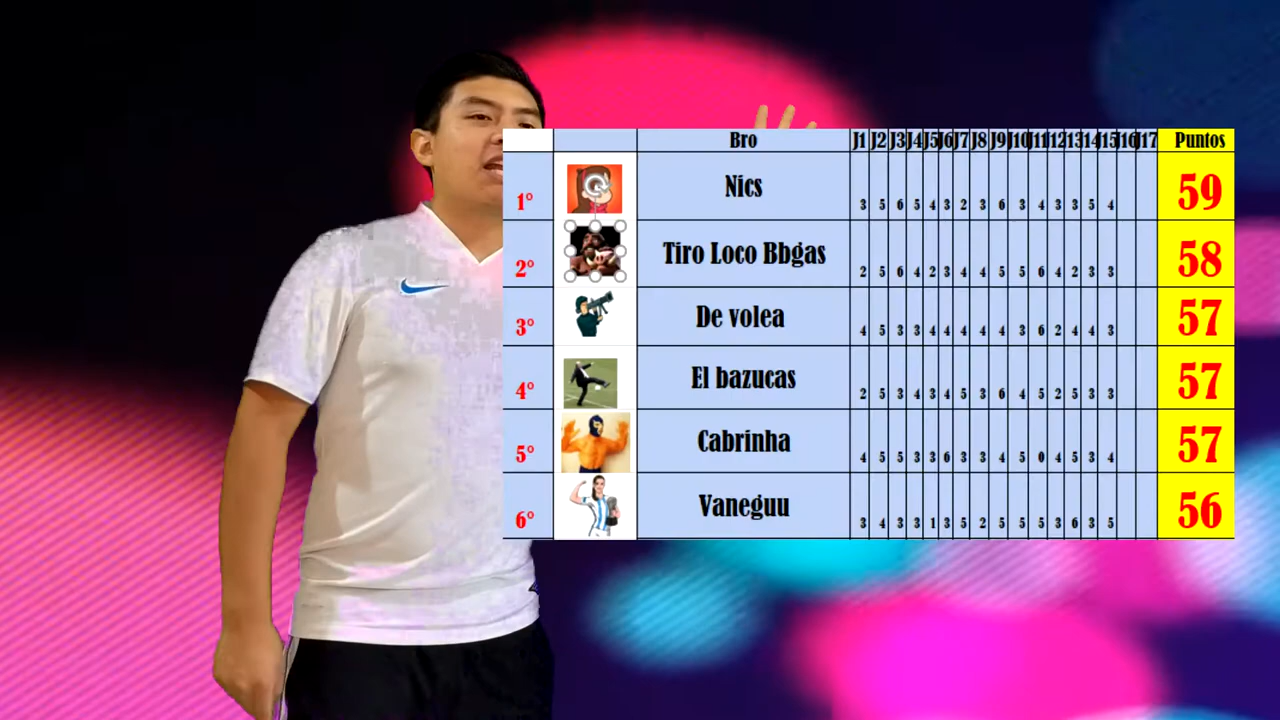 Bro J1 J2 J3 J4 J5 J6 J7 J8 J9 J10 J11 J12 J13 J14 J15 J16 J17 Puntos
1° Nics 3 5 6 5 4 3 2 3 6 3 4 3 3 5 4 59
2° Tiro Loco Bbgas 2 5 6 4 2 3 4 4 5 5 6 4 2 3 3 58
3° De volea 4 5 3 3 4 4 4 4 4 3 6 2 4 4 3 57
4° El bazucas 2 5 3 4 3 4 5 3 6 4 5 2 5 3 3 57
5° Cabrinha 4 5 5 3 3 6 3 3 4 5 0 4 5 3 4 57
6° Vaneguu 3 4 3 3 1 3 5 2 5 5 5 3 6 3 5 56